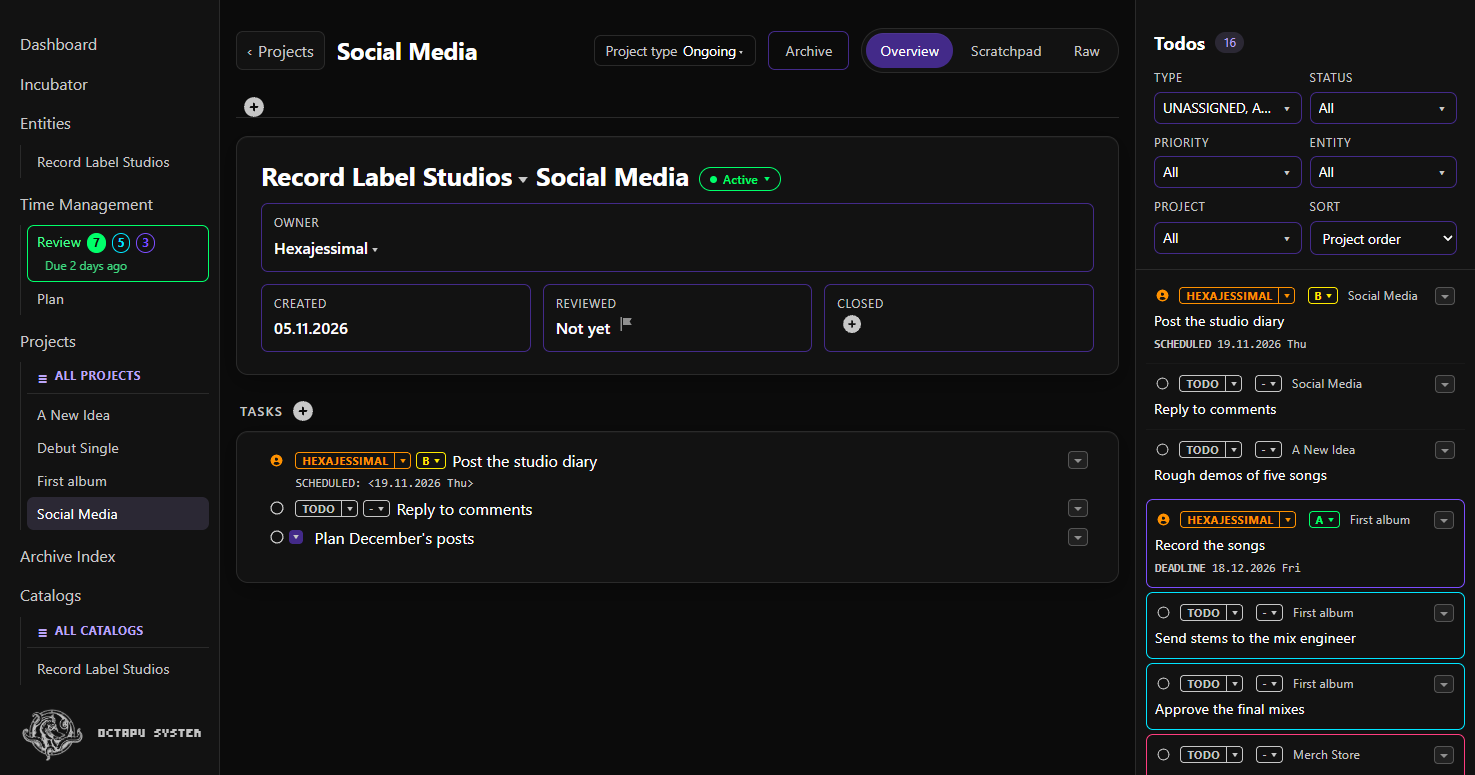 Dashboard
Incubator
Entities
Record Label Studios
Time Management
Review 7 5 3
Due 2 days ago
Plan
Projects
ALL PROJECTS
A New Idea
Debut Single
First album
Social Media
Archive Index
Catalogs
ALL CATALOGS
Record Label Studios
OCTAPU SYSTEM
‹ Projects
Social Media
Project type Ongoing
Archive
Overview
Scratchpad
Raw
Record Label Studios Social Media Active
OWNER
Hexajessimal
CREATED
05.11.2026
REVIEWED
Not yet
CLOSED
TASKS
HEXAJESSIMAL B Post the studio diary
SCHEDULED: <19.11.2026 Thu>
TODO - Reply to comments
Plan December's posts
Todos 16
TYPE
UNASSIGNED, A...
STATUS
All
PRIORITY
All
ENTITY
All
PROJECT
All
SORT
Project order
HEXAJESSIMAL B Social Media
Post the studio diary
SCHEDULED 19.11.2026 Thu
TODO - Social Media
Reply to comments
TODO - A New Idea
Rough demos of five songs
HEXAJESSIMAL A First album
Record the songs
DEADLINE 18.12.2026 Fri
TODO - First album
Send stems to the mix engineer
TODO - First album
Approve the final mixes
TODO - Merch Store